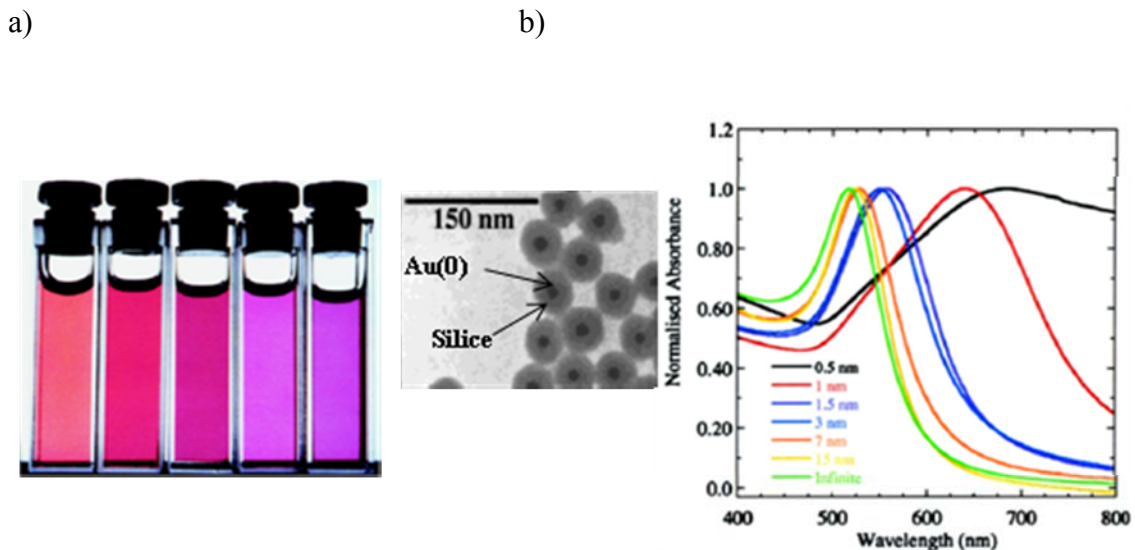 a)
b)
150 nm
Au(0)
Silice
Normalised Absorbance
1.2
1.0
0.80
0.60
0.40
0.20
0.0
0.5 nm
1 nm
1.5 nm
3 nm
7 nm
15 nm
Infinite
400
500
600
700
800
Wavelength (nm)